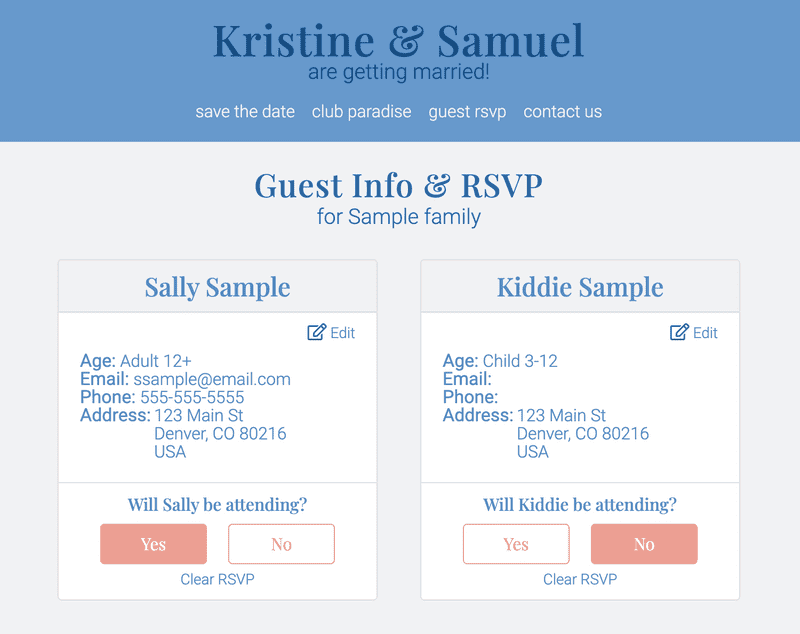 Kristine & Samuel
are getting married!
save the date club paradise guest rsvp contact us
Guest Info & RSVP
for Sample family
Sally Sample
Edit
Age: Adult 12+
Email: ssample@email.com
Phone: 555-555-5555
Address: 123 Main St
Denver, CO 80216
USA
Will Sally be attending?
Yes No
Clear RSVP
Kiddie Sample
Edit
Age: Child 3-12
Email:
Phone:
Address: 123 Main St
Denver, CO 80216
USA
Will Kiddie be attending?
Yes No
Clear RSVP